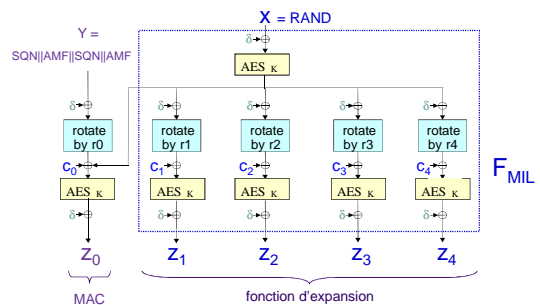 X = RAND
Y =
SQN||AMF||SQN||AMF
δ
AES K
δ δ δ δ δ
rotate by r0
rotate by r1
rotate by r2
rotate by r3
rotate by r4
c0 c1 c2 c3 c4
FMIL
AES K AES K AES K AES K AES K
δ δ δ δ δ
z0 z1 z2 z3 z4
MAC
fonction d'expansion